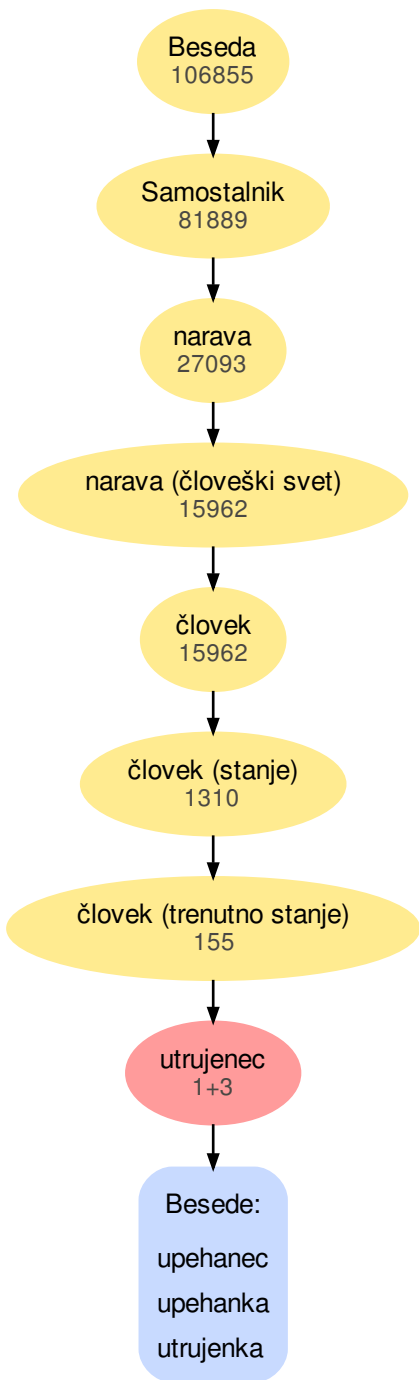 Beseda
106855
Samostalnik
81889
narava
27093
narava (človeški svet)
15962
človek
15962
človek (stanje)
1310
človek (trenutno stanje)
155
utrujenec
1+3
Besede:
upehanec
upehanka
utrujenka